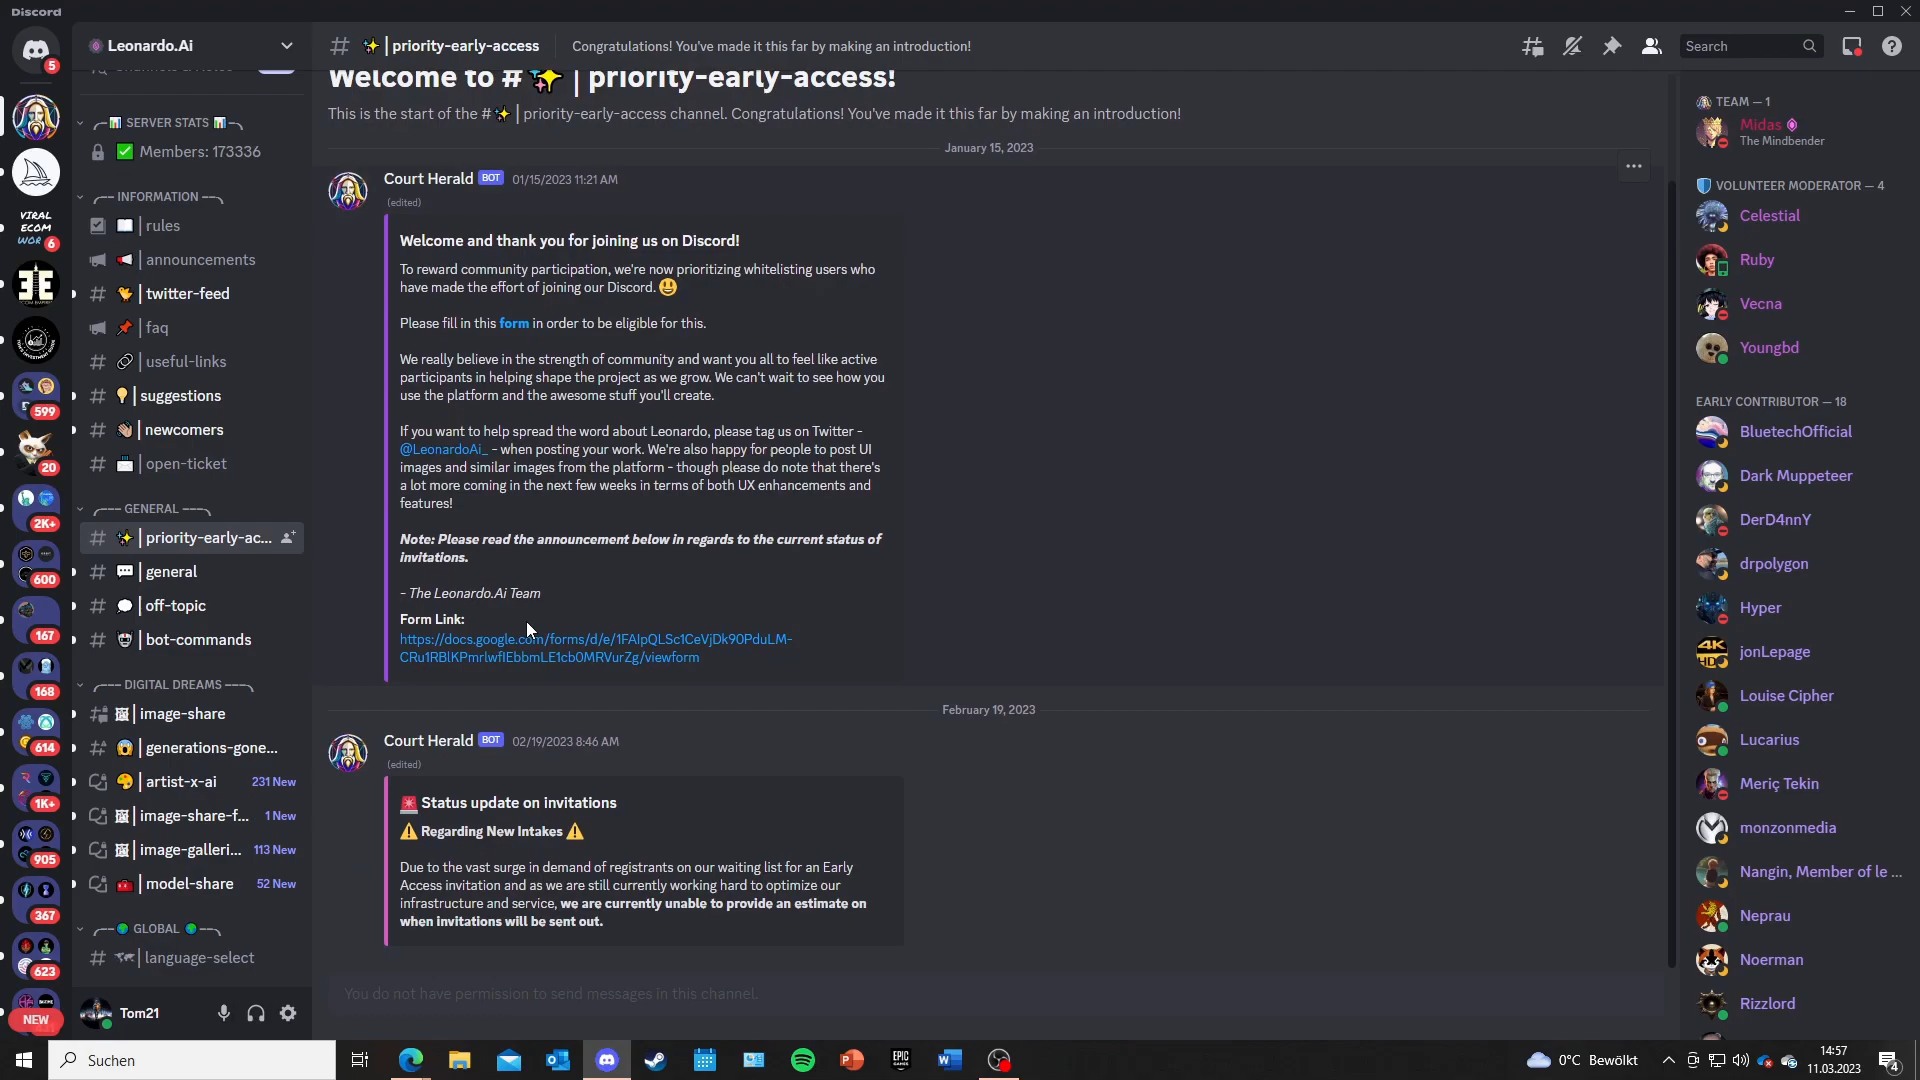 Discord
5
VIRAL
ECOM
WOR 6
599
20
2K+
600
167
168
614
1K+
905
367
623
NEW
Leonardo.Ai
SERVER STATS
Members: 173336
INFORMATION
rules
announcements
twitter-feed
faq
useful-links
suggestions
newcomers
open-ticket
GENERAL
priority-early-ac...
general
off-topic
bot-commands
DIGITAL DREAMS
image-share
generations-gone...
artist-x-ai 231 New
image-share-f... 1 New
image-galleri... 113 New
model-share 52 New
GLOBAL
language-select
Tom21
# ✨ | priority-early-access
Congratulations! You've made it this far by making an introduction!
Search
Welcome to #✨ | priority-early-access!
This is the start of the #✨ | priority-early-access channel. Congratulations! You've made it this far by making an introduction!
January 15, 2023
Court Herald BOT 01/15/2023 11:21 AM
(edited)
Welcome and thank you for joining us on Discord!
To reward community participation, we're now prioritizing whitelisting users who
have made the effort of joining our Discord. 😃
Please fill in this form in order to be eligible for this.
We really believe in the strength of community and want you all to feel like active
participants in helping shape the project as we grow. We can't wait to see how you
use the platform and the awesome stuff you'll create.
If you want to help spread the word about Leonardo, please tag us on Twitter -
@LeonardoAi_ - when posting your work. We're also happy for people to post UI
images and similar images from the platform - though please do note that there's
a lot more coming in the next few weeks in terms of both UX enhancements and
features!
Note: Please read the announcement below in regards to the current status of
invitations.
- The Leonardo.Ai Team
Form Link:
https://docs.google.com/forms/d/e/1FAIpQLSc1CeVjDk90PduLM-
CRu1RBlKPmrlwfIEbbmLE1cb0MRVurZg/viewform
February 19, 2023
Court Herald BOT 02/19/2023 8:46 AM
(edited)
🚨 Status update on invitations
⚠️ Regarding New Intakes ⚠️
Due to the vast surge in demand of registrants on our waiting list for an Early
Access invitation and as we are still currently working hard to optimize our
infrastructure and service, we are currently unable to provide an estimate on
when invitations will be sent out.
You do not have permission to send messages in this channel.
TEAM — 1
Midas
The Mindbender
VOLUNTEER MODERATOR — 4
Celestial
Ruby
Vecna
Youngbd
EARLY CONTRIBUTOR — 18
BluetechOfficial
Dark Muppeteer
DerD4nnY
drpolygon
Hyper
4K
HD
jonLepage
Louise Cipher
Lucarius
Meriç Tekin
monzonmedia
Nangin, Member of le ...
Neprau
Noerman
Rizzlord
Suchen
EPIC
GAMES
0°C Bewölkt
14:57
11.03.2023
4